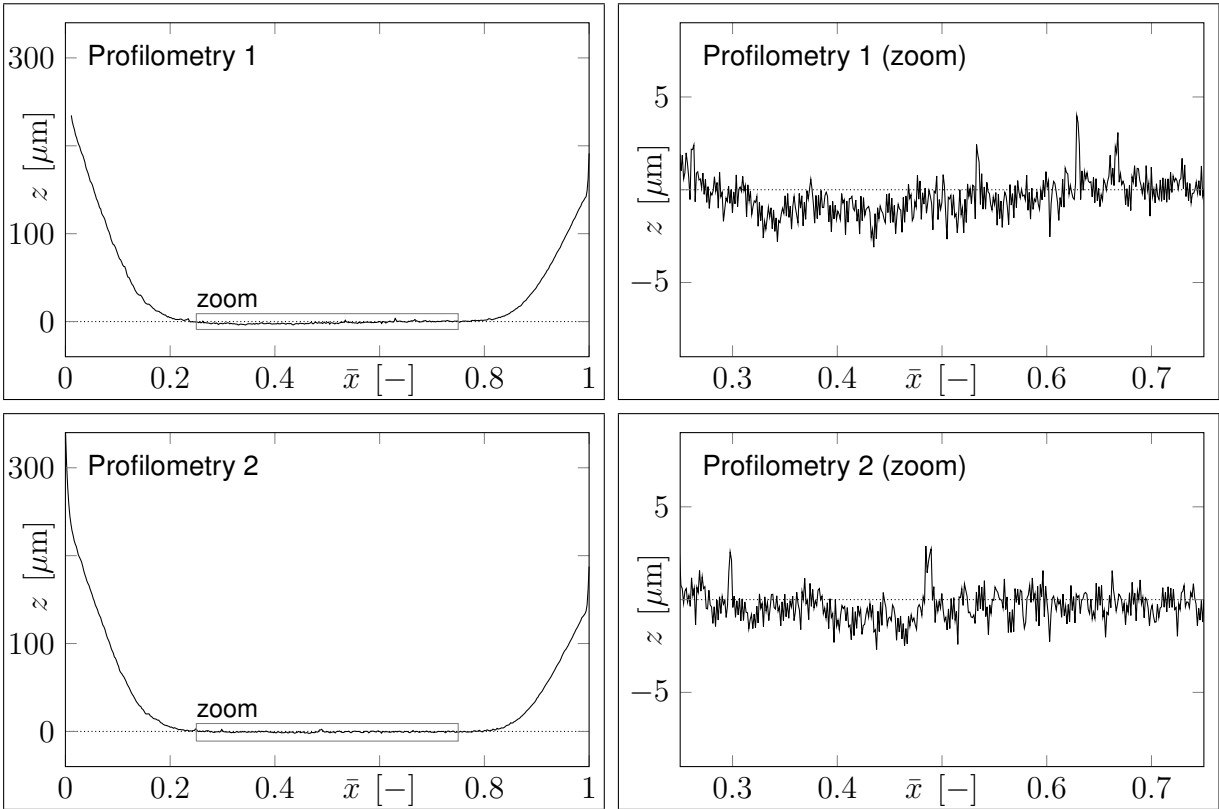 Profilometry 1
300
z [μm]
100
zoom
0
0 0.2 0.4 x̄ [−] 0.8 1
Profilometry 1 (zoom)
5
z [μm]
−5
0.3 0.4 x̄ [−] 0.6 0.7
Profilometry 2
300
z [μm]
100
zoom
0
0 0.2 0.4 x̄ [−] 0.8 1
Profilometry 2 (zoom)
5
z [μm]
−5
0.3 0.4 x̄ [−] 0.6 0.7